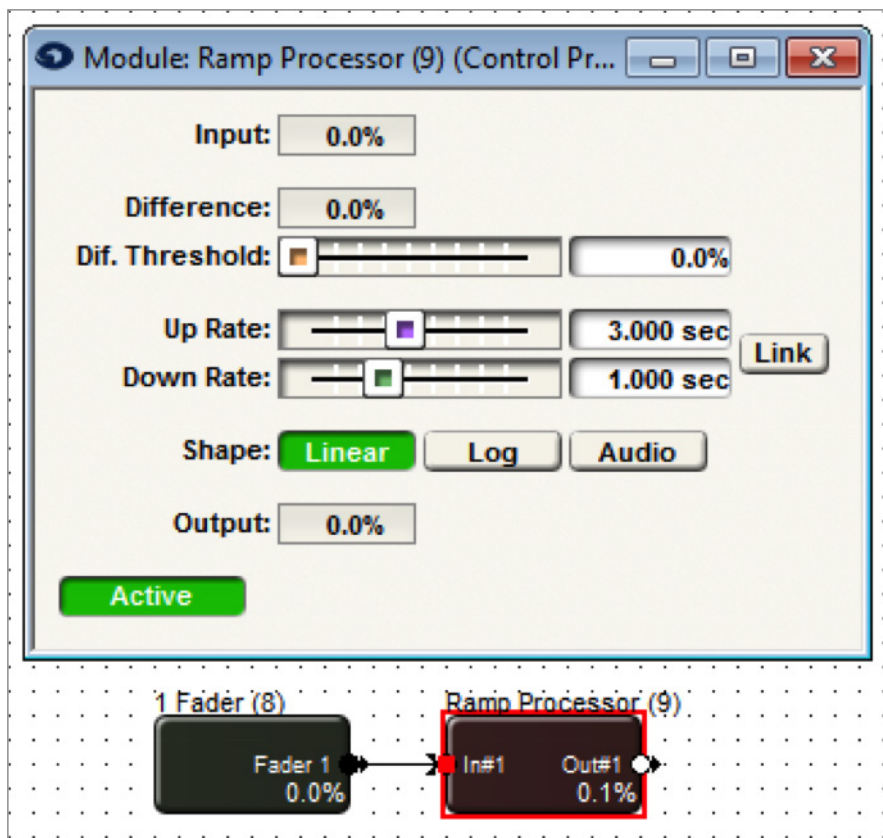 Module: Ramp Processor (9) (Control Pr...
Input: 0.0%
Difference: 0.0%
Dif. Threshold: 0.0%
Up Rate: 3.000 sec
Link
Down Rate: 1.000 sec
Shape: Linear Log Audio
Output: 0.0%
Active
1 Fader (8) Ramp Processor (9)
Fader 1 In#1 Out#1
0.0% 0.1%